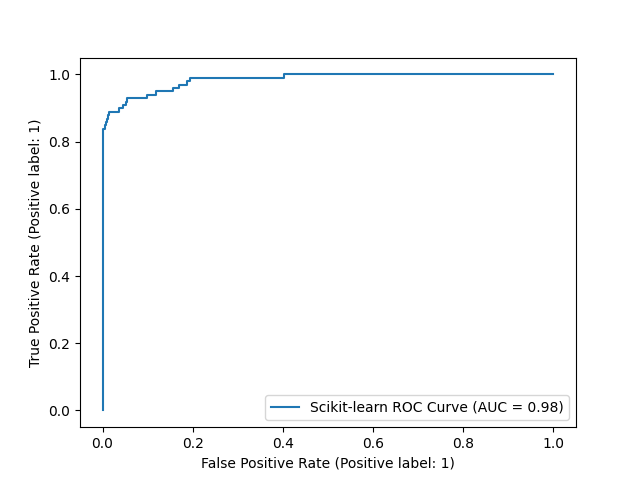 1.0
0.8
0.6
0.4
0.2
0.0
True Positive Rate (Positive label: 1)
Scikit-learn ROC Curve (AUC = 0.98)
0.0 0.2 0.4 0.6 0.8 1.0
False Positive Rate (Positive label: 1)